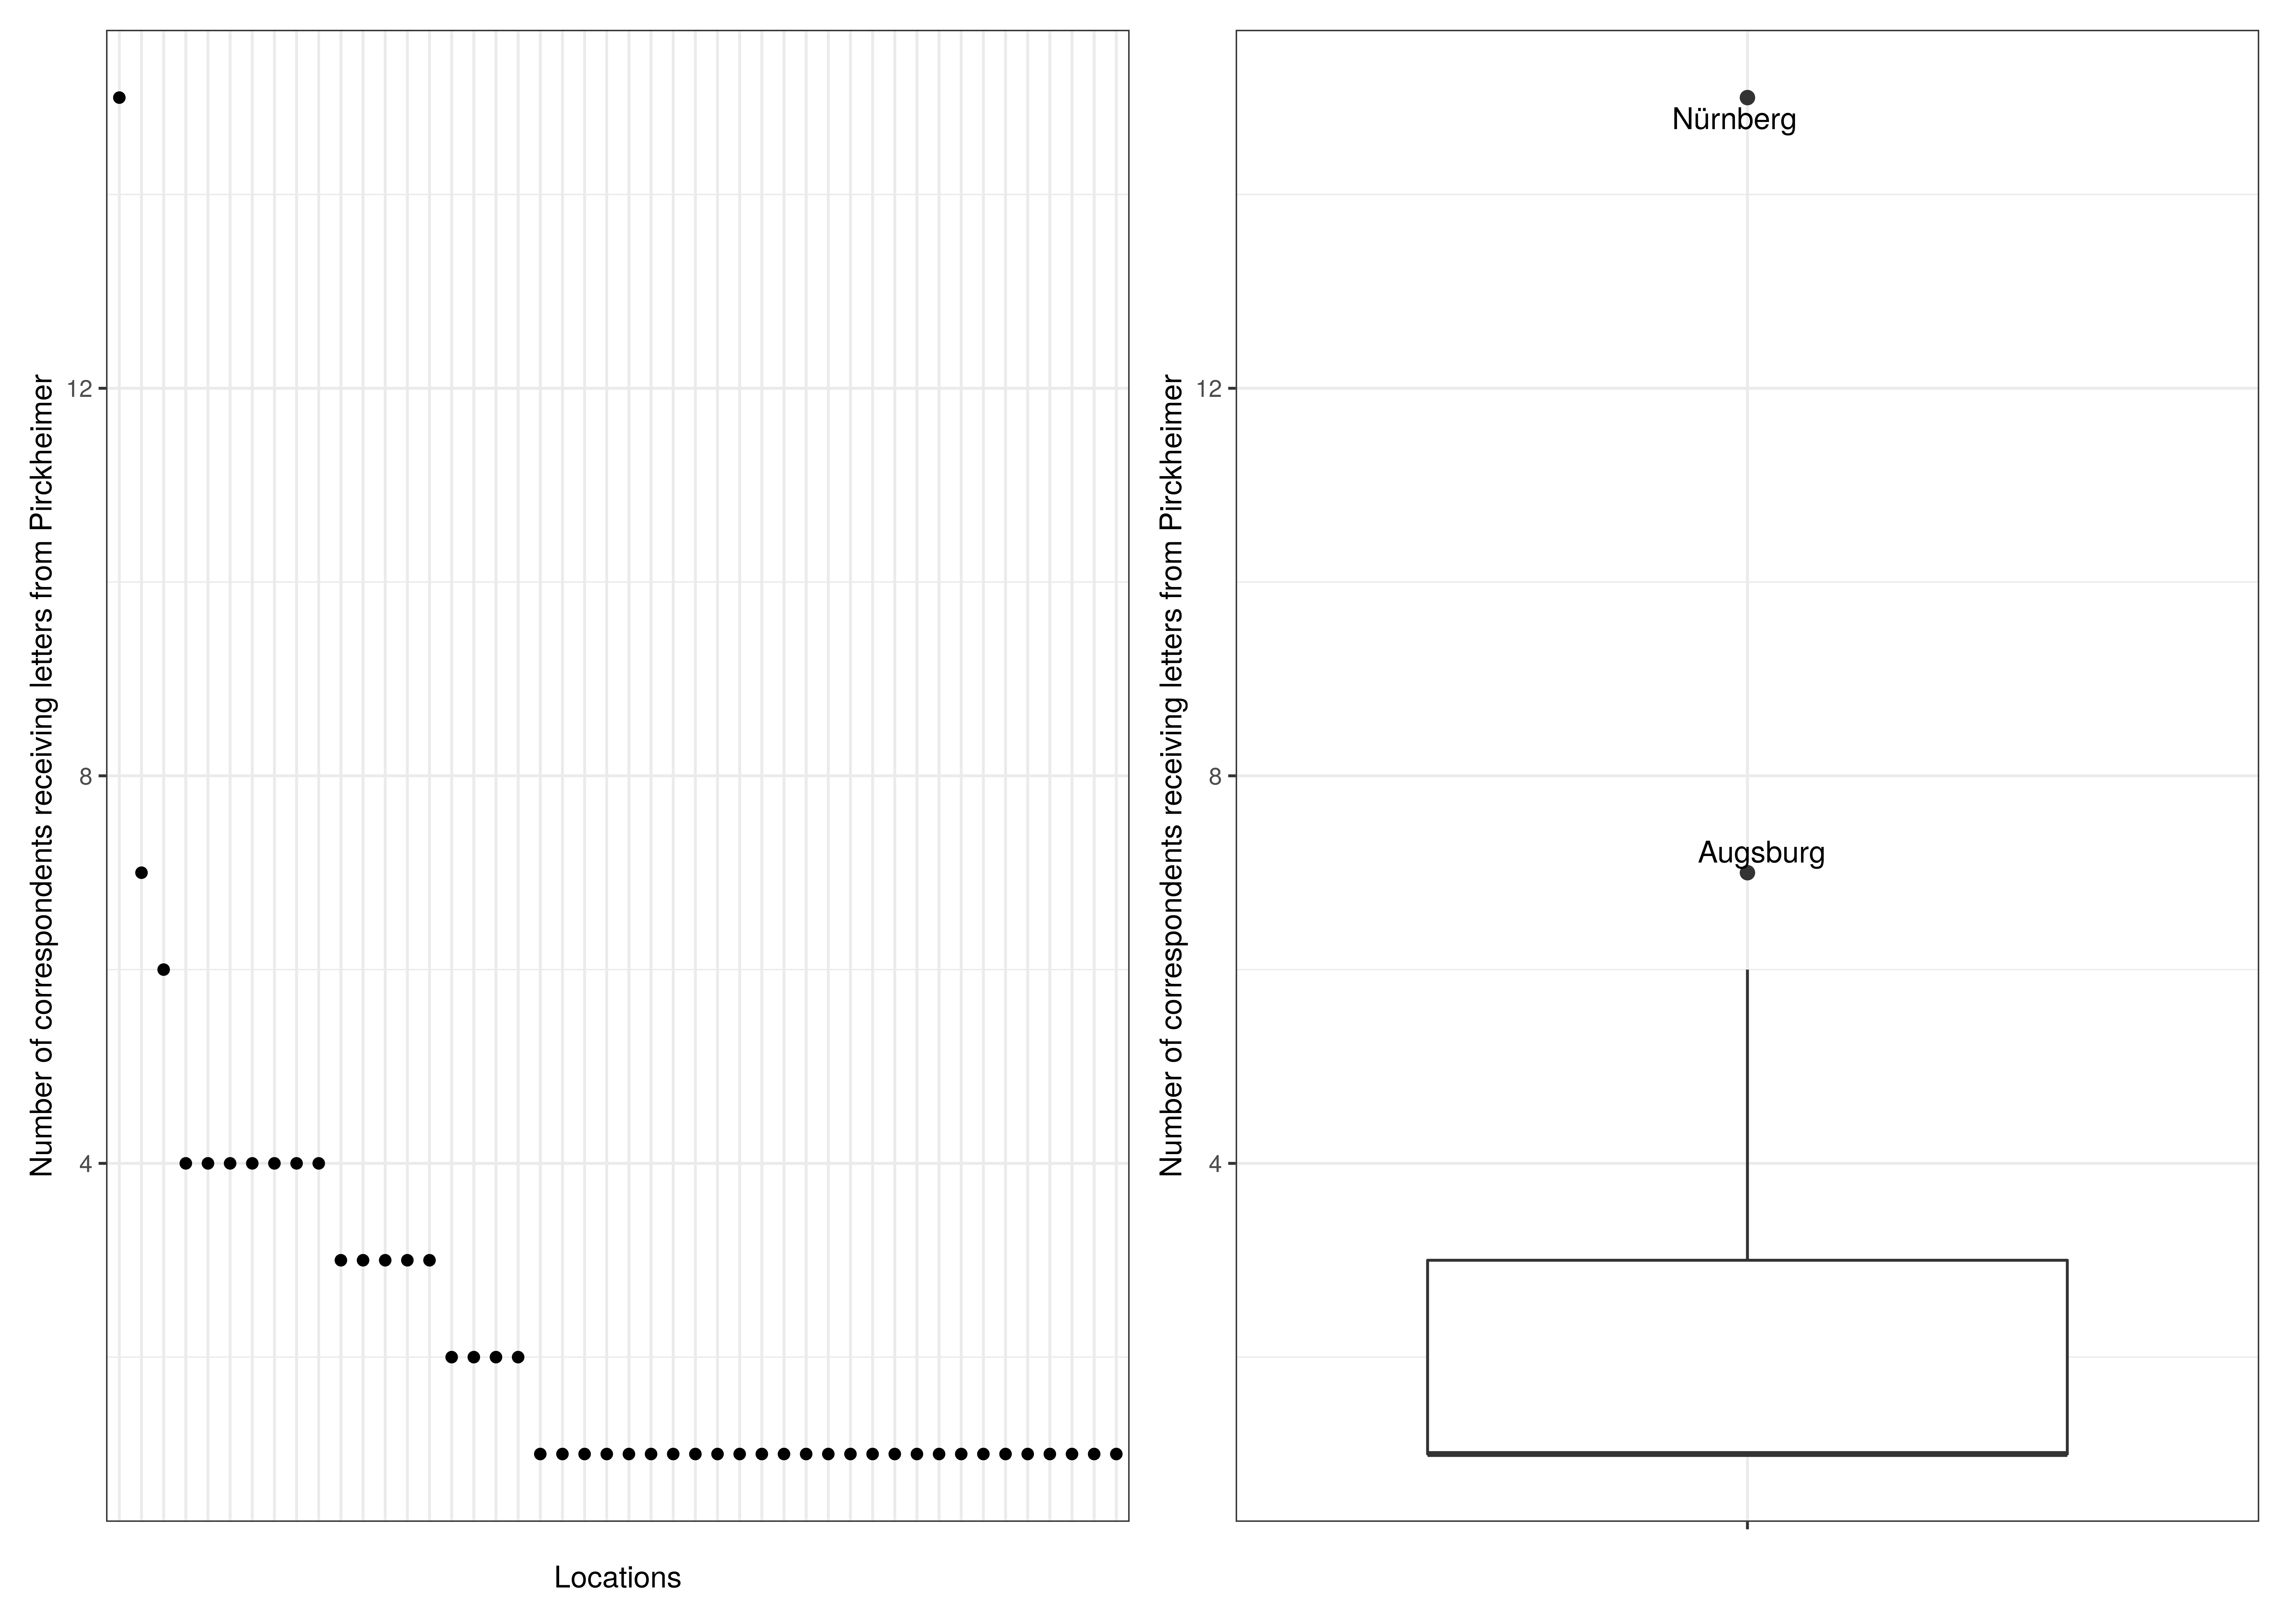 Number of correspondents receiving letters from Pirckheimer
12
8
4
Locations
Number of correspondents receiving letters from Pirckheimer
12
8
4
Nürnberg
Augsburg